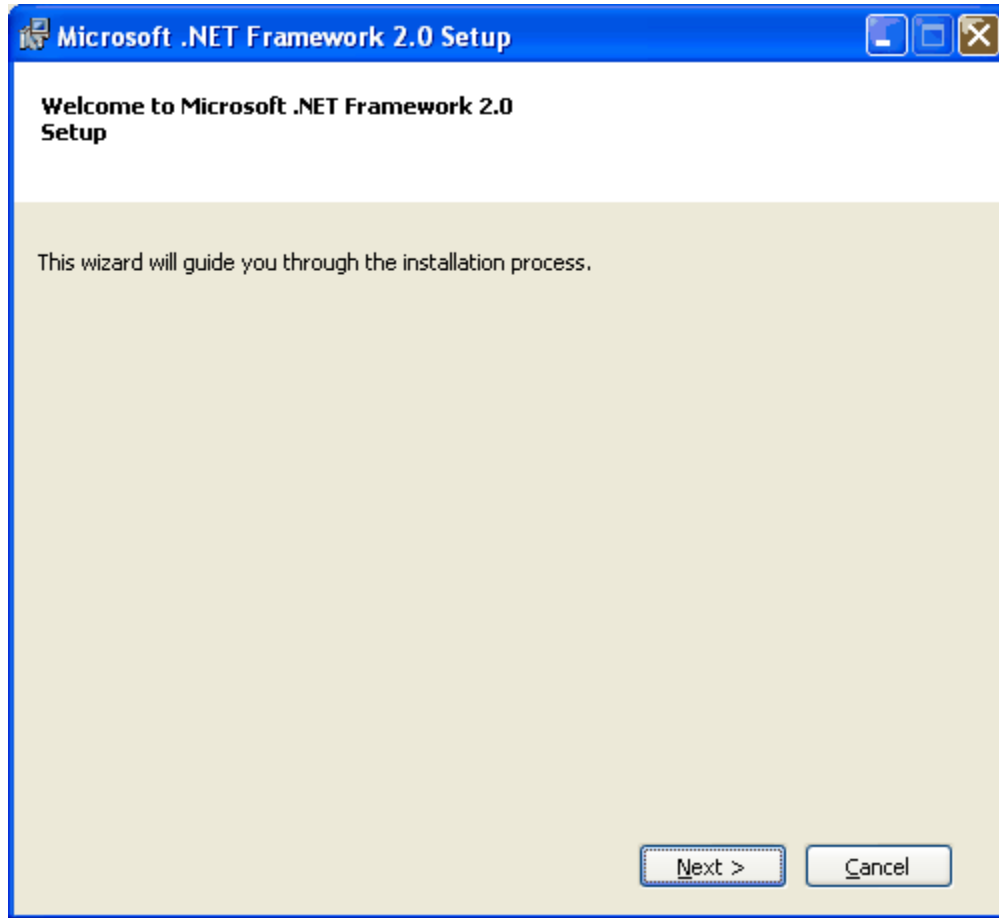 Microsoft .NET Framework 2.0 Setup
Welcome to Microsoft .NET Framework 2.0
Setup
This wizard will guide you through the installation process.
Next >
Cancel